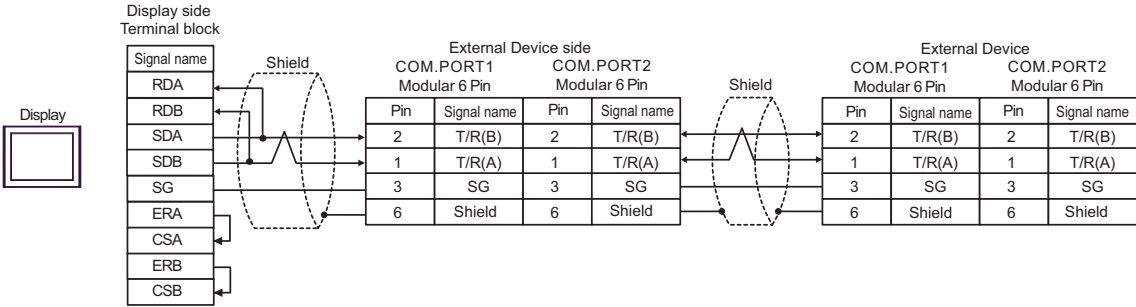 Display side
Terminal block
Signal name
RDA
RDB
SDA
SDB
SG
ERA
CSA
ERB
CSB
Display
Shield
External Device side
COM.PORT1 COM.PORT2
Modular 6 Pin Modular 6 Pin
Pin Signal name Pin Signal name
2 T/R(B) 2 T/R(B)
1 T/R(A) 1 T/R(A)
3 SG 3 SG
6 Shield 6 Shield
Shield
External Device
COM.PORT1 COM.PORT2
Modular 6 Pin Modular 6 Pin
Pin Signal name Pin Signal name
2 T/R(B) 2 T/R(B)
1 T/R(A) 1 T/R(A)
3 SG 3 SG
6 Shield 6 Shield